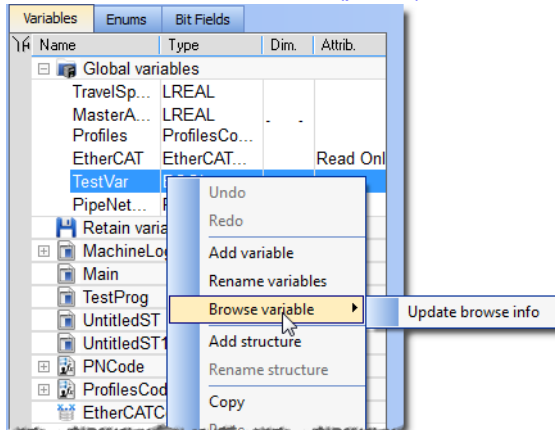 Variables Enums Bit Fields
Name Type Dim. Attrib.
Global variables
TravelSp... LREAL
MasterA... LREAL
Profiles ProfilesCo...
EtherCAT EtherCAT... Read Onl
TestVar
PipeNet...
Retain varia
MachineLo
Main
TestProg
UntitledST
UntitledST1
PNCode
ProfilesCod
EtherCATC
Undo
Redo
Add variable
Rename variables
Browse variable
Update browse info
Add structure
Rename structure
Copy